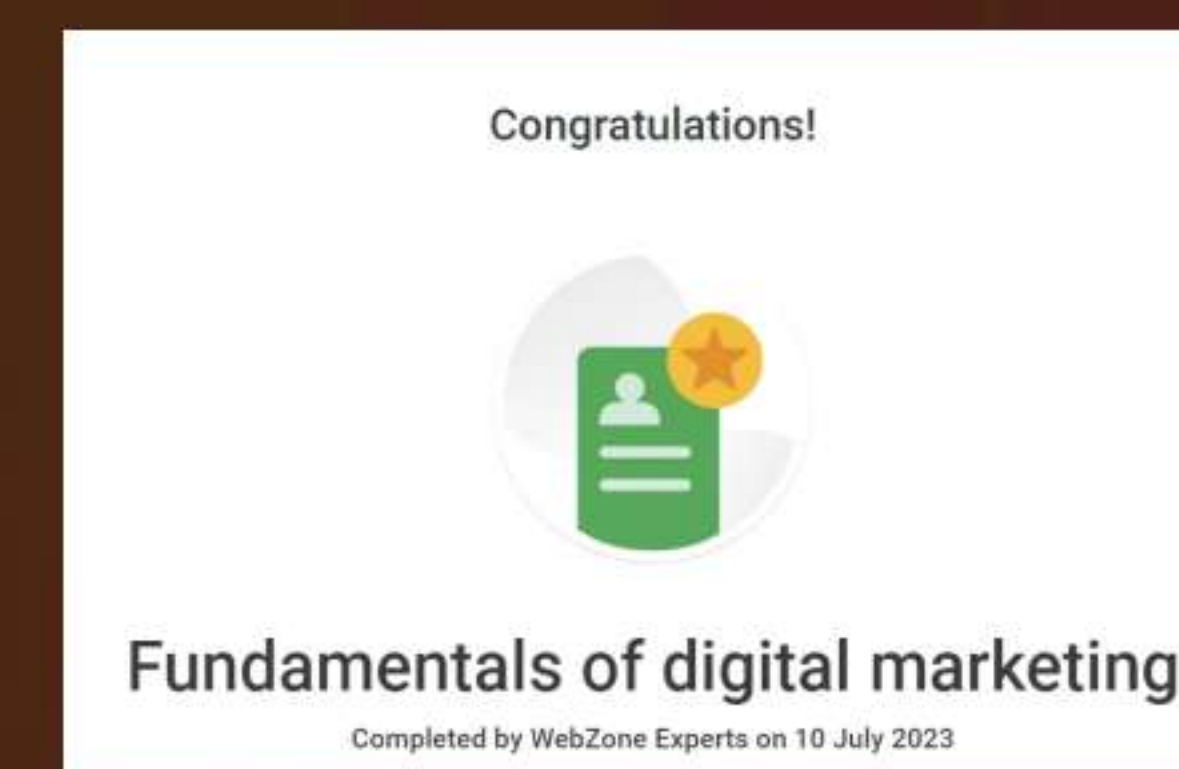 Congratulations!
Fundamentals of digital marketing
Completed by WebZone Experts on 10 July 2023